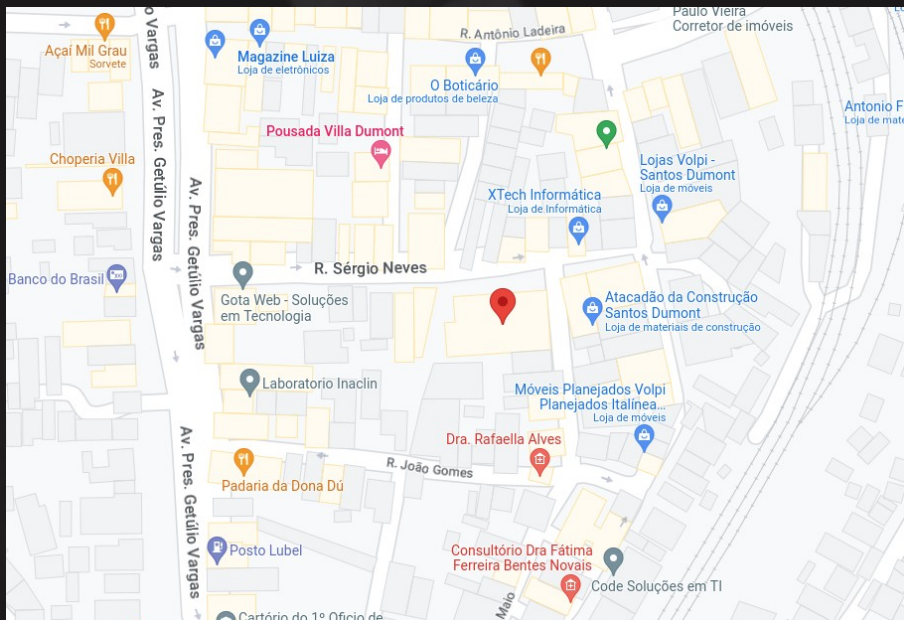 Paulo Vieira
Corretor de imóveis
o Vargas
R. Antônio Ladeira
Açaí Mil Grau
Sorvete
Magazine Luiza
Loja de eletrônicos
O Boticário
Loja de produtos de beleza
Av. Pres. Getúlio Vargas
Antonio F
Loja de mate
Pousada Villa Dumont
Choperia Villa
Lojas Volpi -
Santos Dumont
Loja de móveis
XTech Informática
Loja de Informática
Av. Pres. Getúlio Vargas
R. Sérgio Neves
Banco do Brasil
Gota Web - Soluções
em Tecnologia
Atacadão da Construção
Santos Dumont
Loja de materiais de construção
Laboratorio Inaclin
Móveis Planejados Volpi
Planejados Italínea...
Loja de móveis
Dra. Rafaella Alves
R. João Gomes
Av. Pres. Getúlio Vargas
Padaria da Dona Dú
Posto Lubel
Consultório Dra Fátima
Ferreira Bentes Novais
Code Soluções em TI
Maio
Cartório do 1º Oficio de